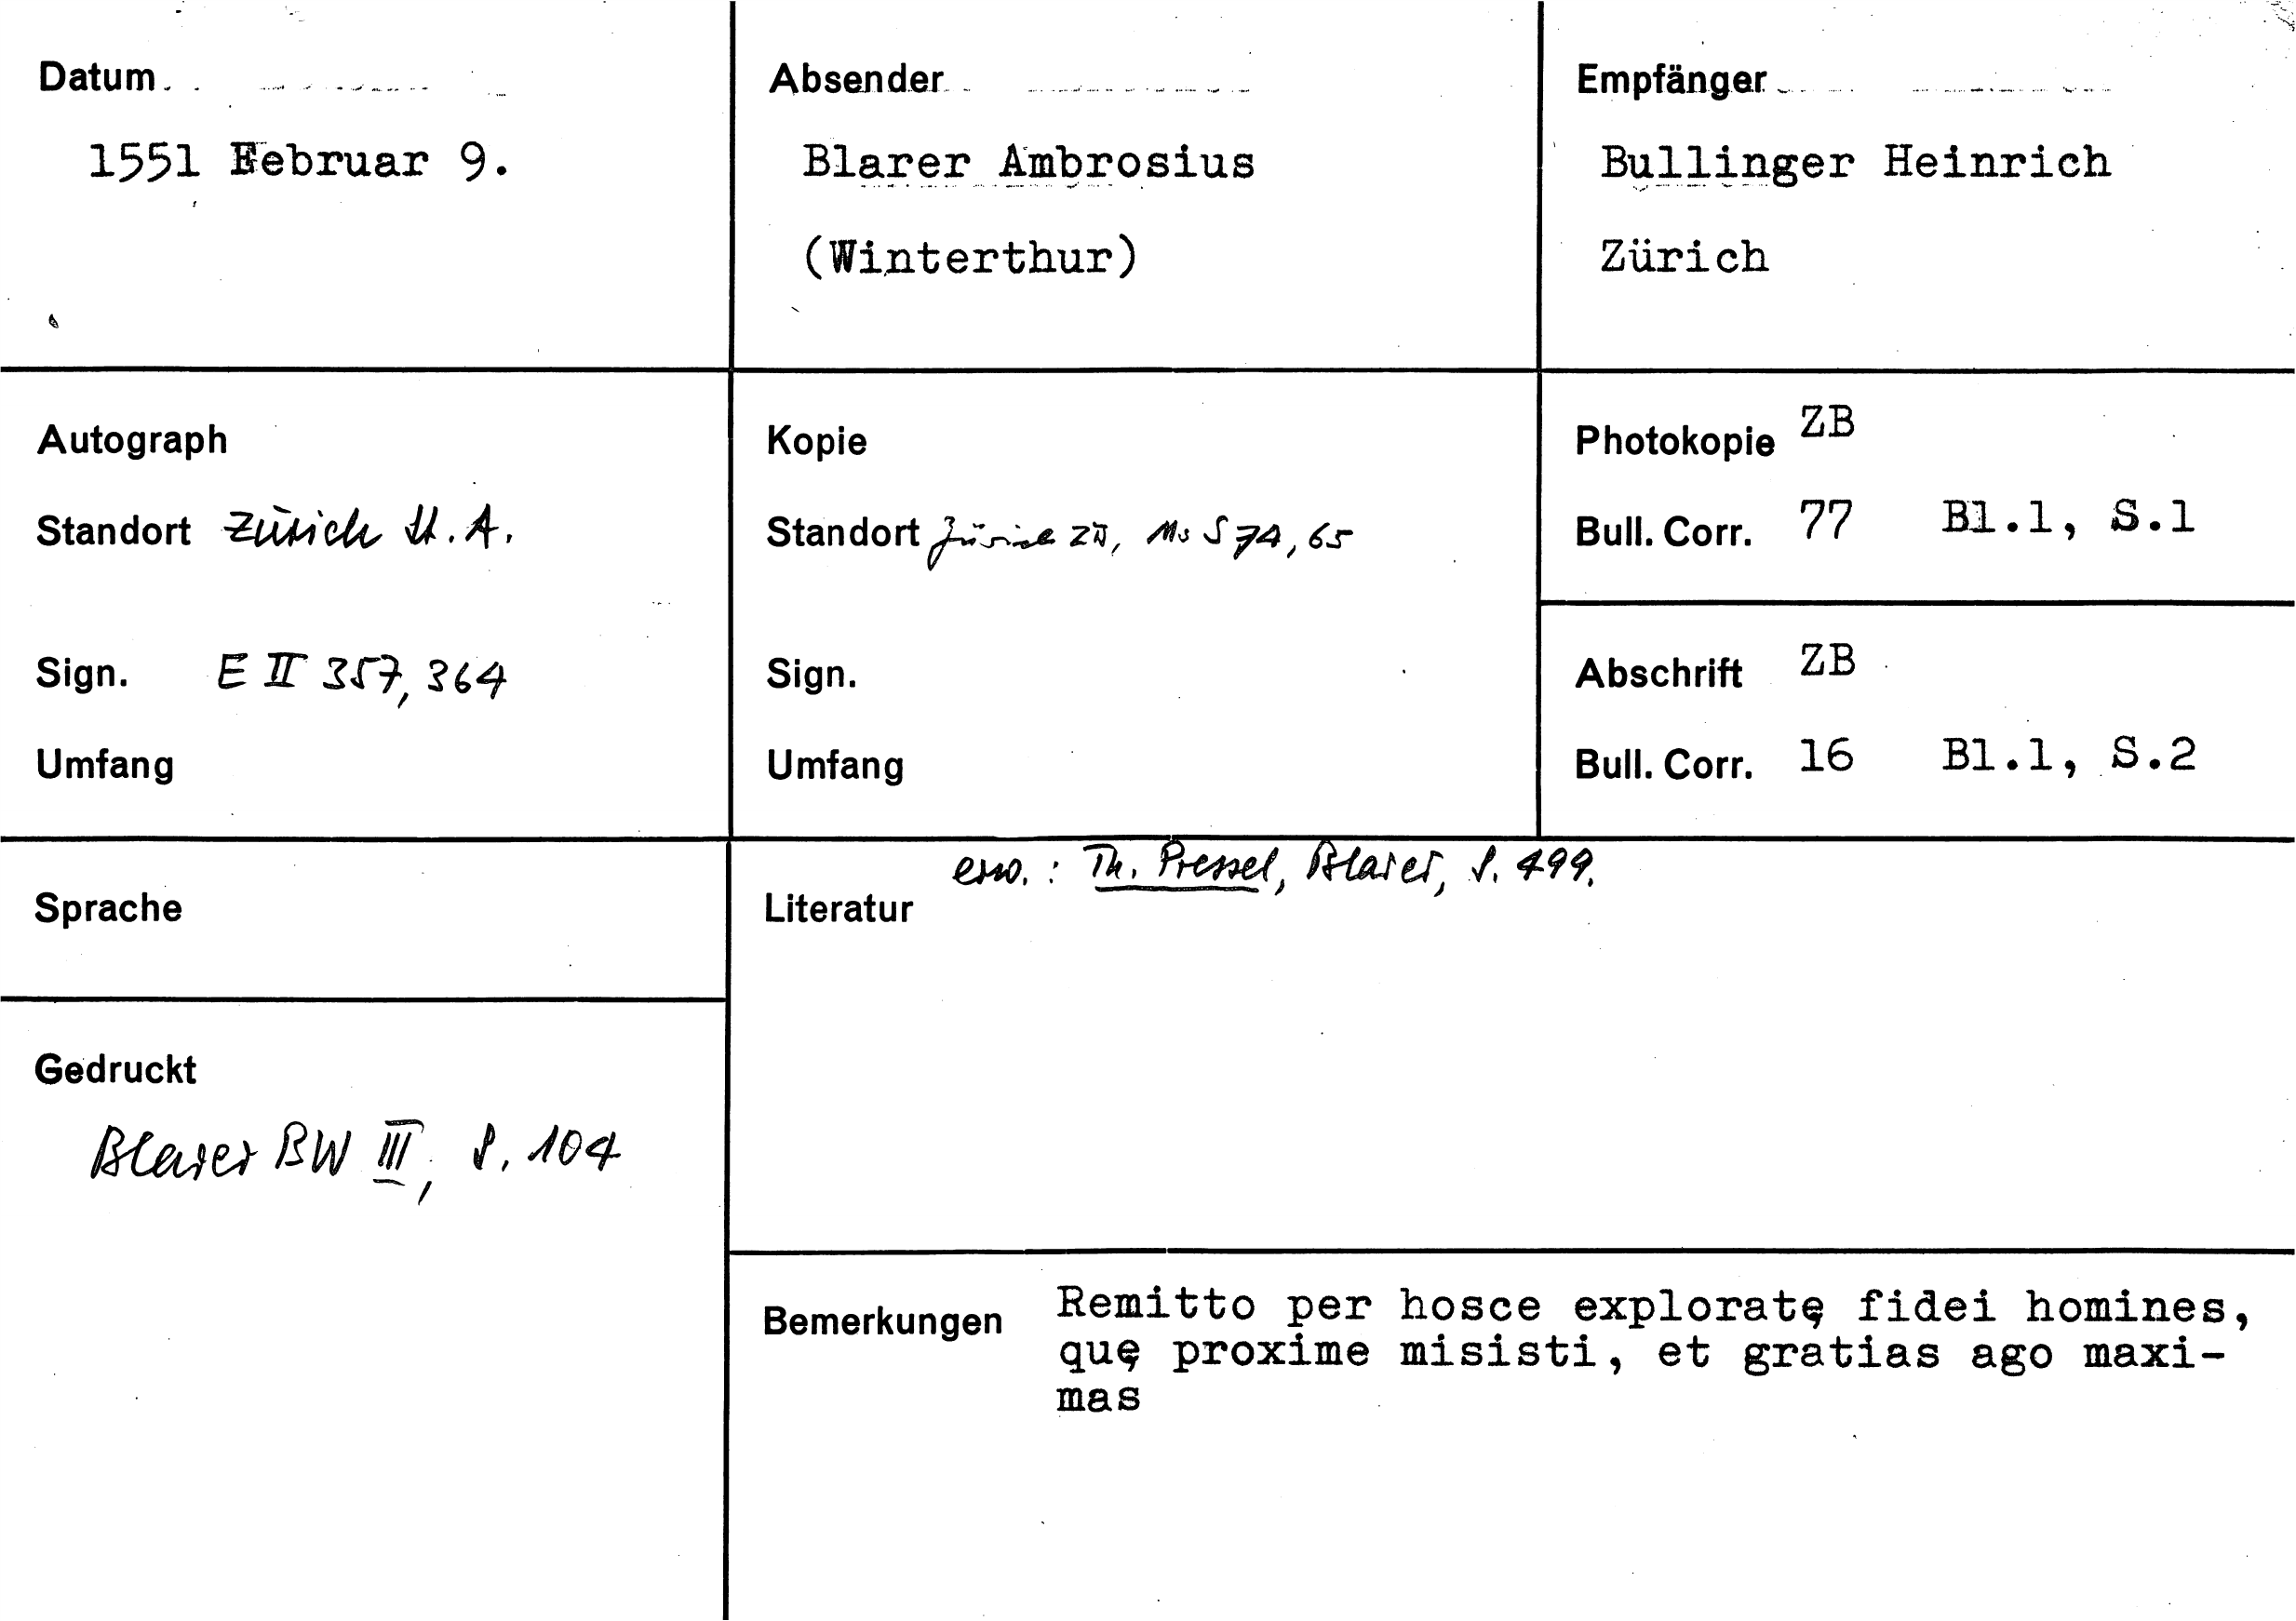 Datum
1551 Februar 9.
Absender
Blarer Ambrosius
(Winterthur)
Empfänger
Bullinger Heinrich
Zürich
Autograph
Standort Zürich St. A.
Sign. E II 357, 364
Umfang
Kopie
Standort Zürich ZB, Ms S 74, 65
Sign.
Umfang
Photokopie ZB
Bull. Corr. 77 Bl.1, S.1
Abschrift ZB
Bull. Corr. 16 Bl.1, S.2
Sprache
Gedruckt
Blarer BW III, S. 104
erw.: Th. Pressel, Blarer, S. 499.
Literatur
Bemerkungen Remitto per hosce exploratę fidei homines,
quę proxime misisti, et gratias ago maxi-
mas